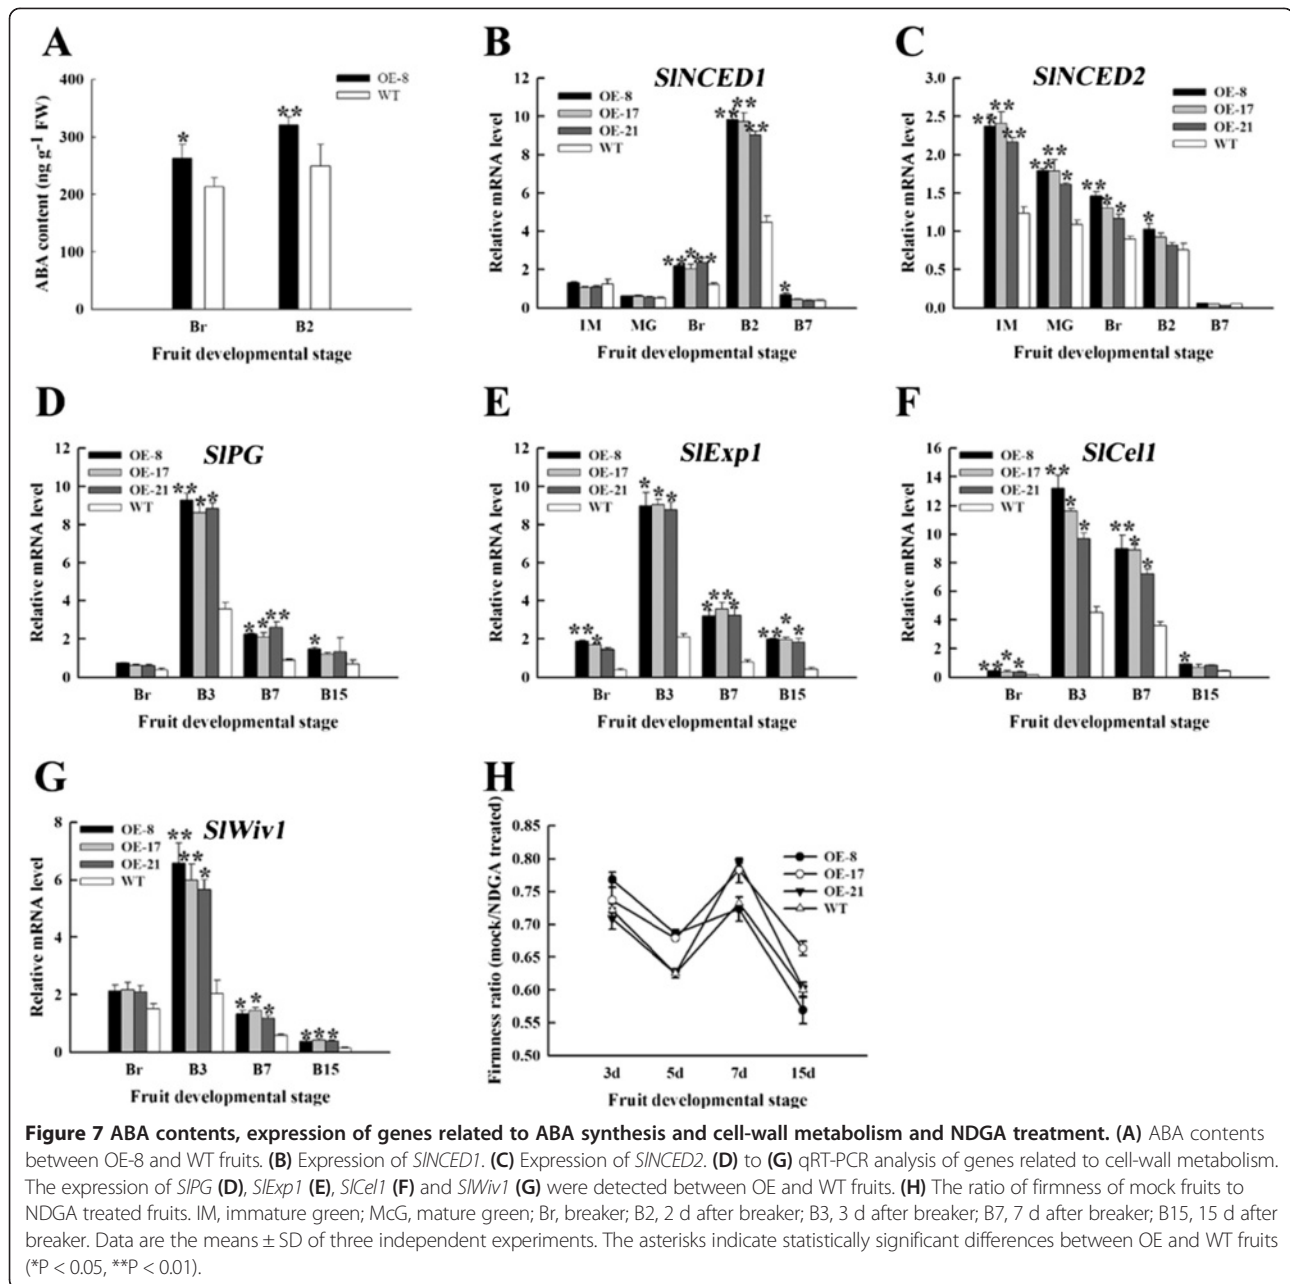 A
400
300
200
100
0
ABA content (ng g⁻¹ FW)
OE-8
WT
*
**
Br
B2
Fruit developmental stage
B
SlNCED1
12
10
8
6
4
2
0
Relative mRNA level
OE-8
OE-17
OE-21
WT
** * **
** ** **
*
IM
MG
Br
B2
B7
Fruit developmental stage
C
SlNCED2
3.0
2.5
2.0
1.5
1.0
0.5
0.0
Relative mRNA level
OE-8
OE-17
OE-21
WT
** ** **
** ** *
** * *
*
IM
MG
Br
B2
B7
Fruit developmental stage
D
SlPG
12
10
8
6
4
2
0
Relative mRNA level
OE-8
OE-17
OE-21
WT
** * *
* * **
*
Br
B3
B7
B15
Fruit developmental stage
E
SlExp1
12
10
8
6
4
2
0
Relative mRNA level
OE-8
OE-17
OE-21
WT
** *
* * *
* ** *
** * *
Br
B3
B7
B15
Fruit developmental stage
F
SlCel1
16
14
12
10
8
6
4
2
0
Relative mRNA level
OE-8
OE-17
OE-21
WT
** * *
** * *
** * *
*
Br
B3
B7
B15
Fruit developmental stage
G
SlWiv1
8
6
4
2
0
Relative mRNA level
OE-8
OE-17
OE-21
WT
** ** *
* * *
* * *
Br
B3
B7
B15
Fruit developmental stage
H
0.85
0.80
0.75
0.70
0.65
0.60
0.55
0.50
Firmness ratio (mock/NDGA treated)
OE-8
OE-17
OE-21
WT
3d
5d
7d
15d
Fruit developmental stage
Figure 7 ABA contents, expression of genes related to ABA synthesis and cell-wall metabolism and NDGA treatment. (A) ABA contents
between OE-8 and WT fruits. (B) Expression of SlNCED1. (C) Expression of SlNCED2. (D) to (G) qRT-PCR analysis of genes related to cell-wall metabolism.
The expression of SlPG (D), SlExp1 (E), SlCel1 (F) and SlWiv1 (G) were detected between OE and WT fruits. (H) The ratio of firmness of mock fruits to
NDGA treated fruits. IM, immature green; McG, mature green; Br, breaker; B2, 2 d after breaker; B3, 3 d after breaker; B7, 7 d after breaker; B15, 15 d after
breaker. Data are the means ± SD of three independent experiments. The asterisks indicate statistically significant differences between OE and WT fruits
(*P < 0.05, **P < 0.01).